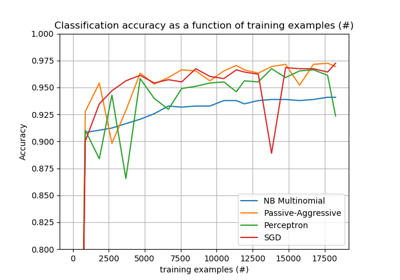 Classification accuracy as a function of training examples (#)
1.000
0.975
0.950
0.925
0.900
0.875
0.850
0.825
0.800
Accuracy
0 2500 5000 7500 10000 12500 15000 17500
training examples (#)
NB Multinomial
Passive-Aggressive
Perceptron
SGD